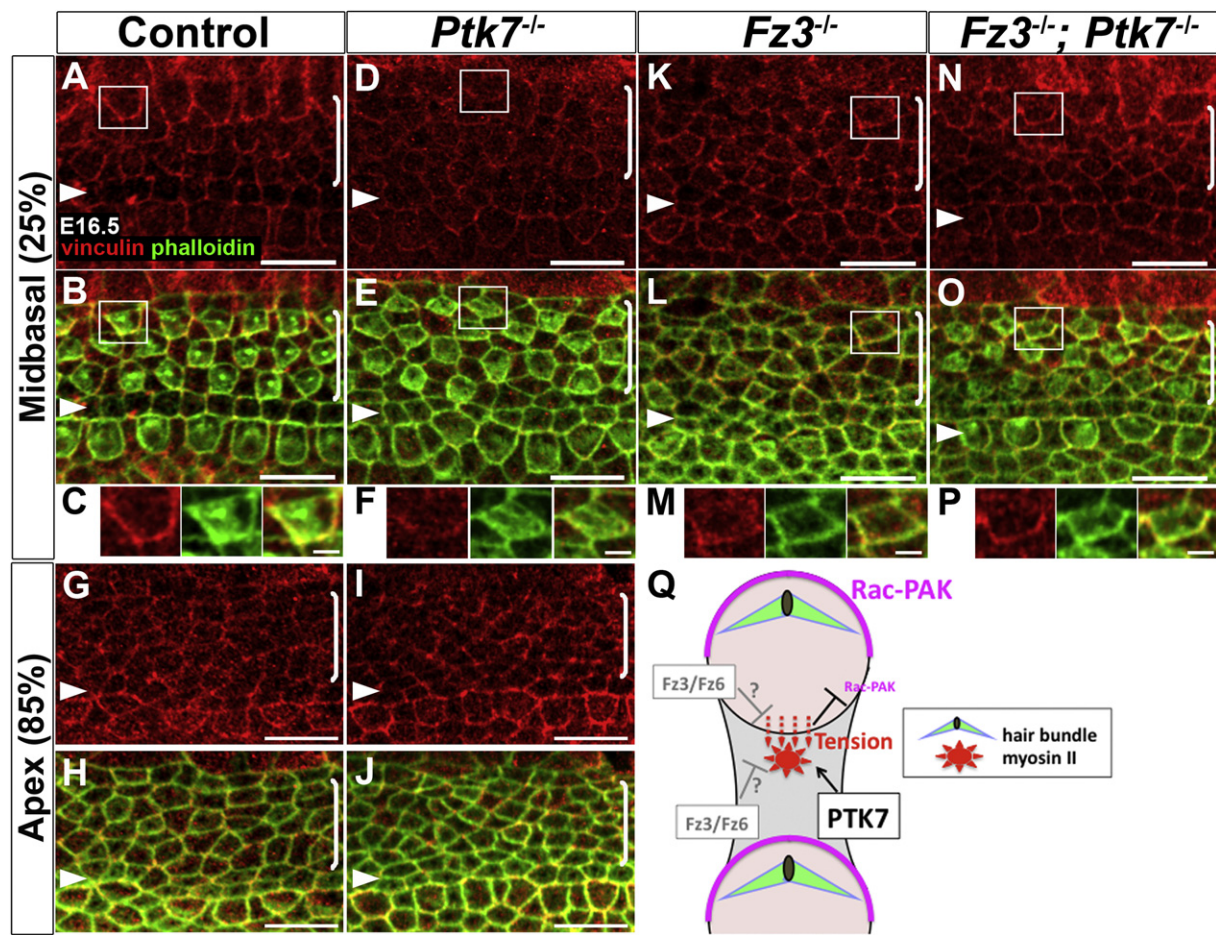 Control
Ptk7-/-
Fz3-/-
Fz3-/-; Ptk7-/-
Midbasal (25%)
A
D
K
N
E16.5
vinculin phalloidin
B
E
L
O
C
F
M
P
Apex (85%)
G
I
H
J
Q
Rac-PAK
Fz3/Fz6
?
Rac-PAK
Tension
?
Fz3/Fz6
PTK7
hair bundle
myosin II